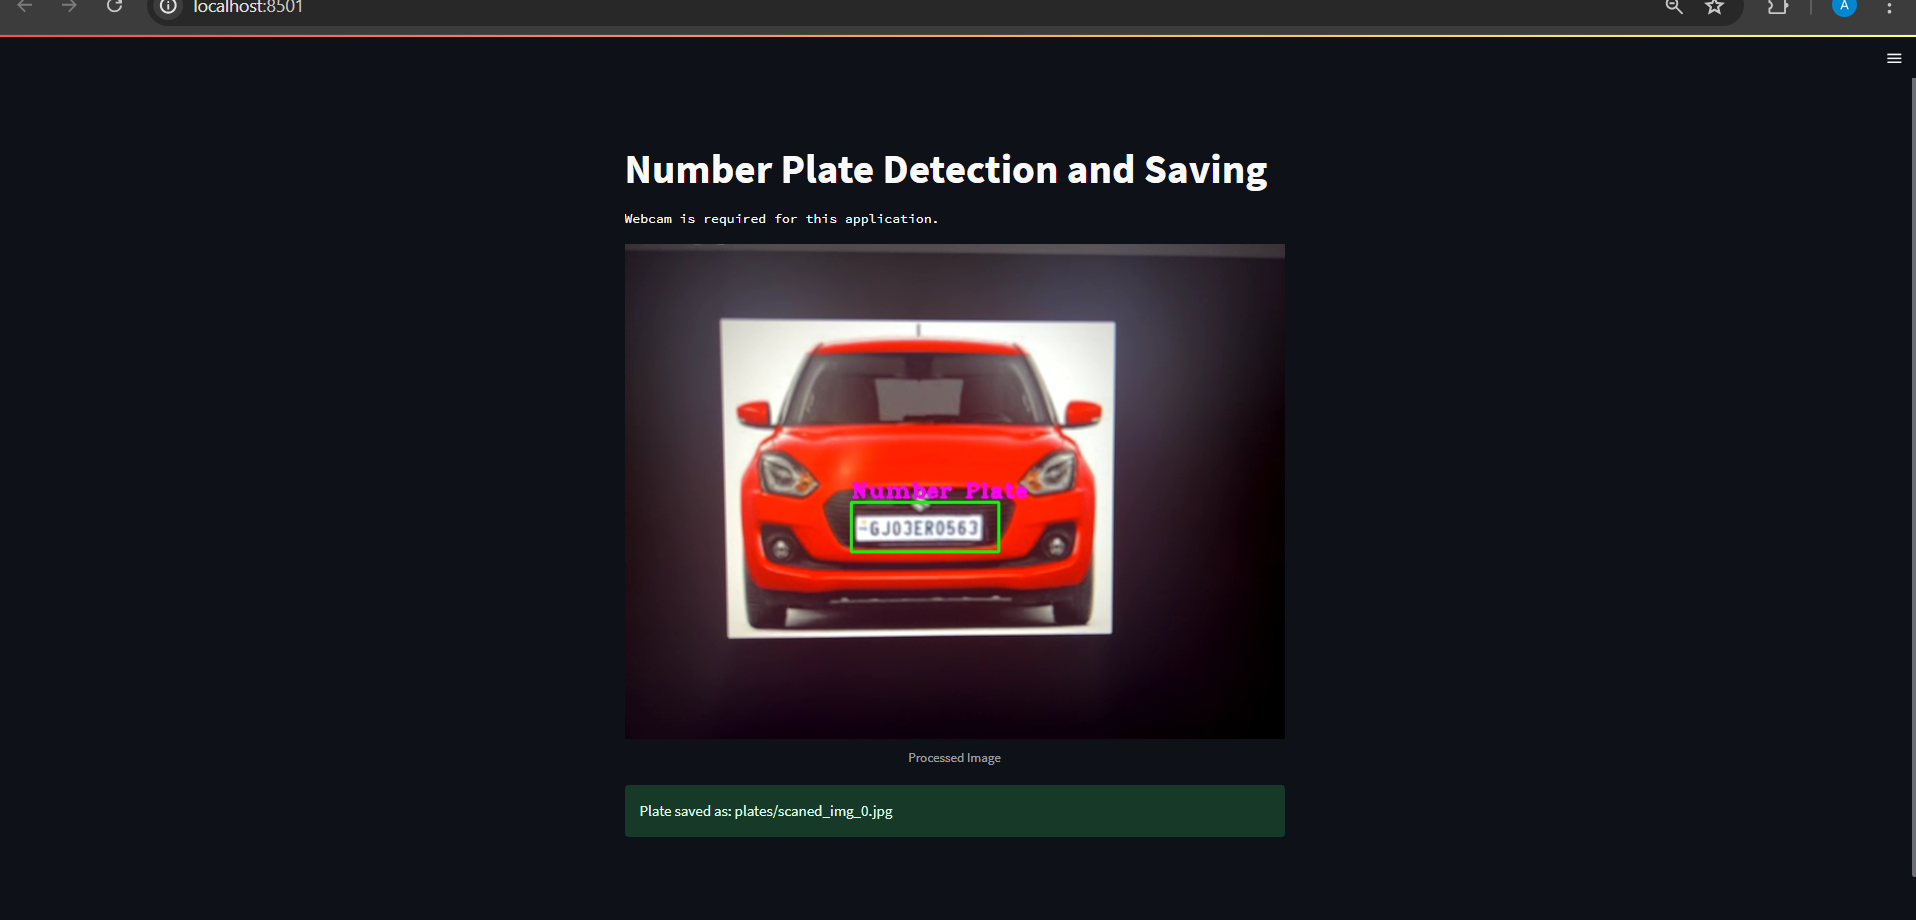 localhost:8501
A
Number Plate Detection and Saving
Webcam is required for this application.
Number Plate
GJ03ER0563
Processed Image
Plate saved as: plates/scaned_img_0.jpg